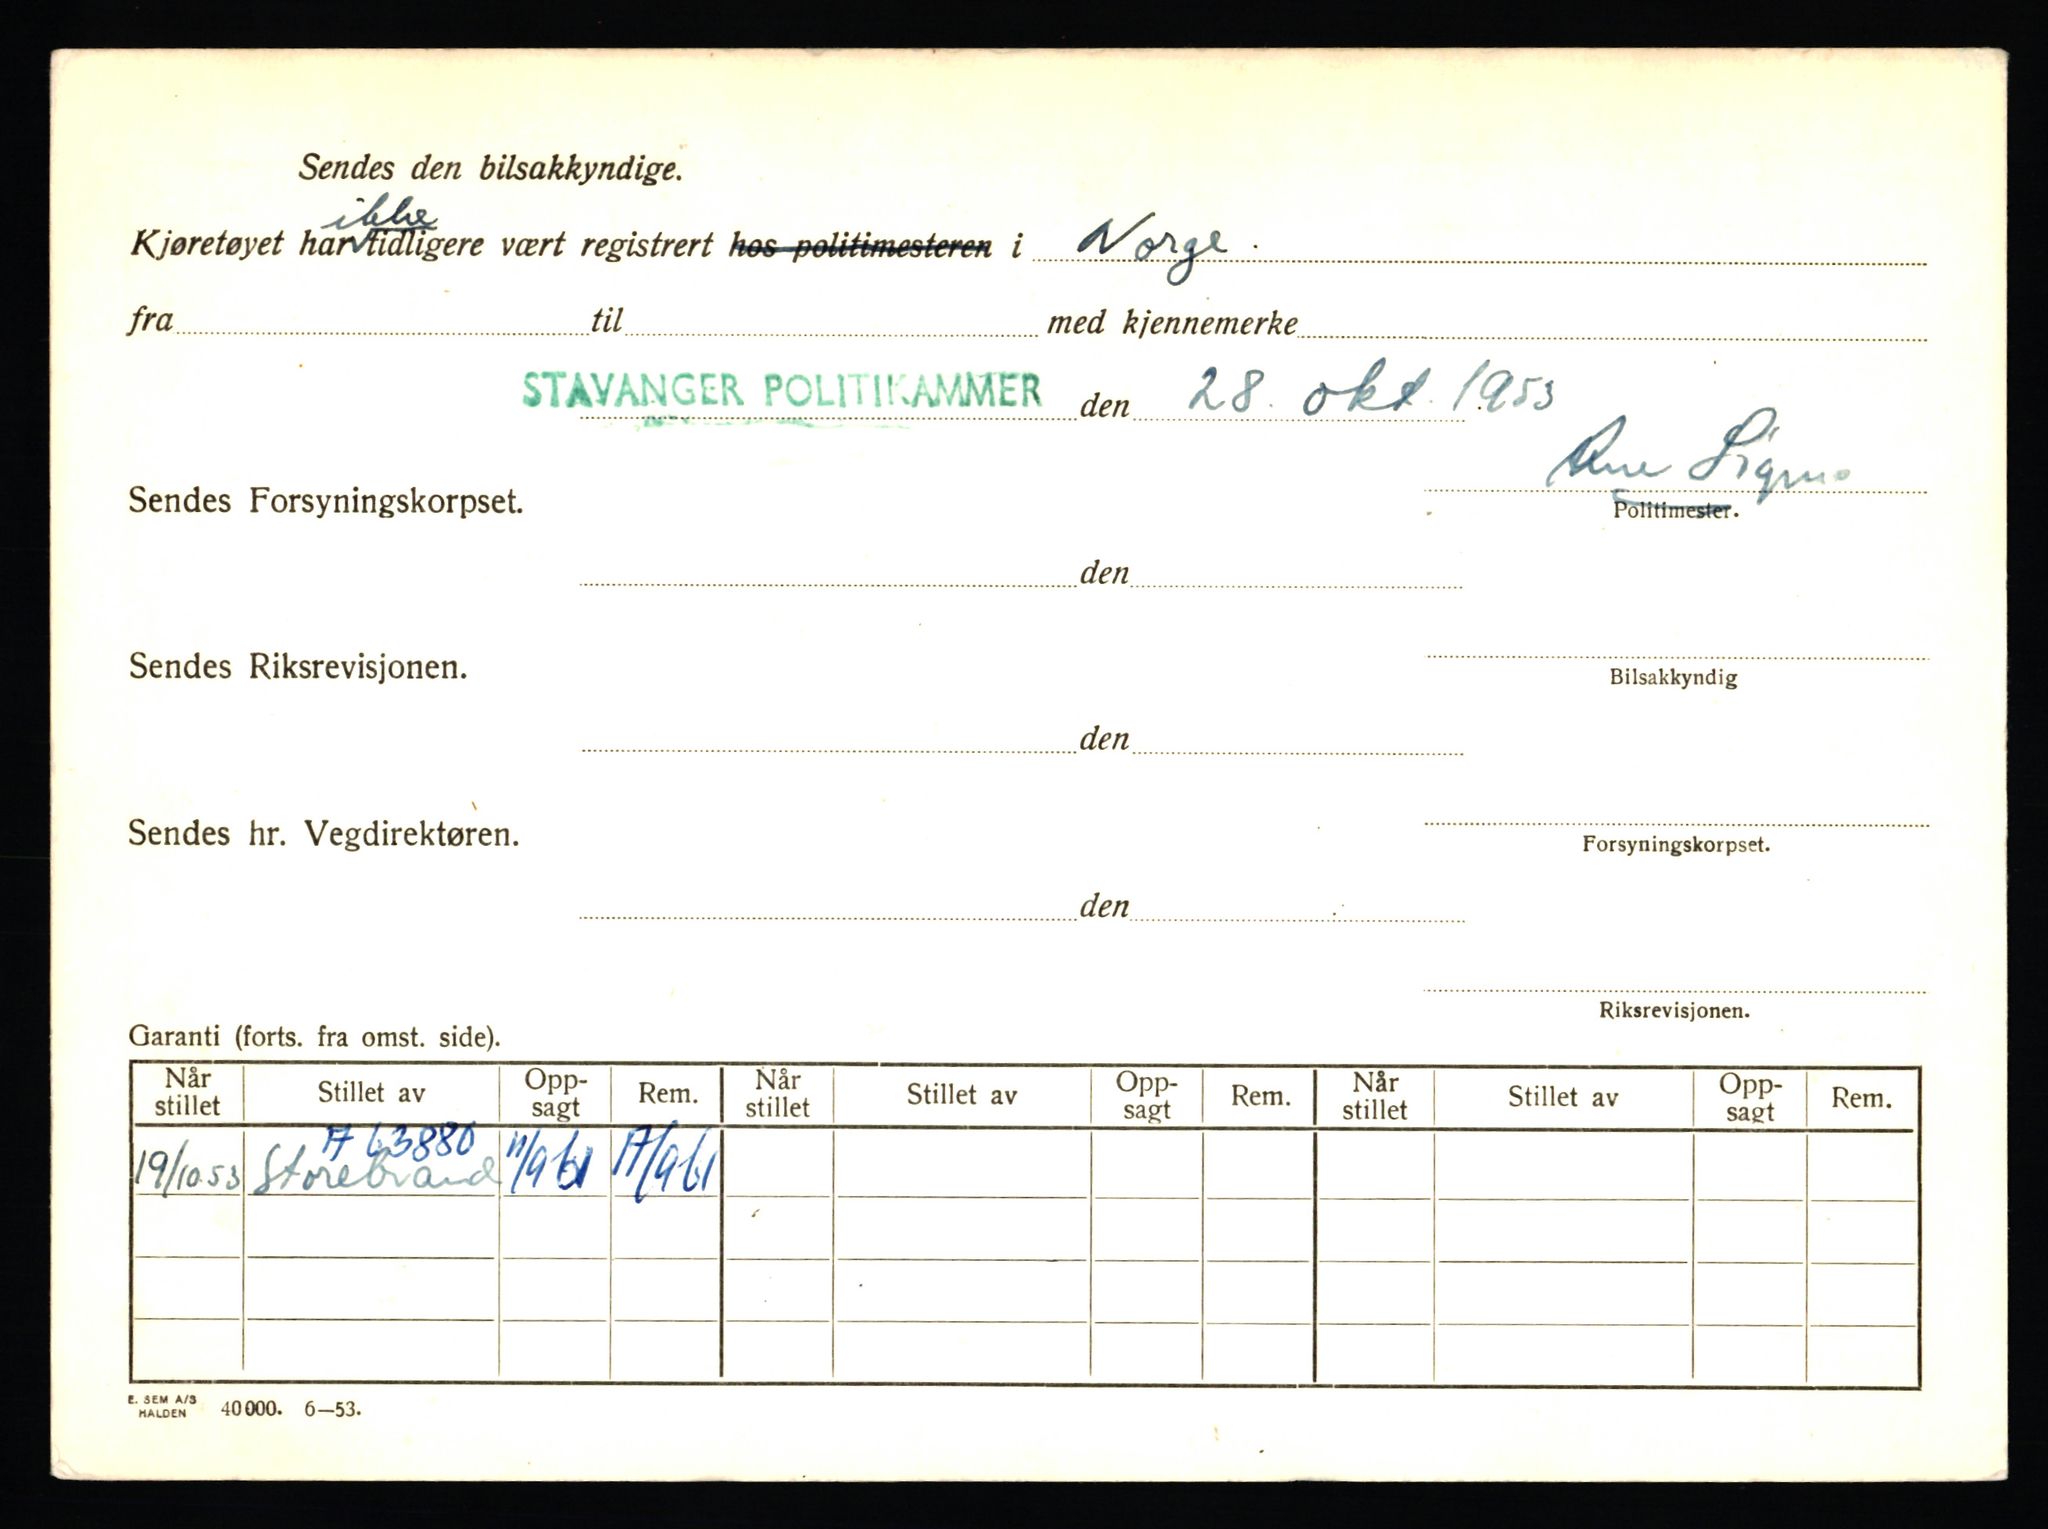 Sendes den bilsakkyndige.
ikke
Kjøretøyet har tidligere vært registrert hos politimesteren i Norge.
fra til med kjennemerke
STAVANGER POLITIKAMMER den 28. okt. 1953
Sendes Forsyningskorpset.
Politimester.
den
Sendes Riksrevisjonen.
Bilsakkyndig
den
Sendes hr. Vegdirektøren.
Forsyningskorpset.
den
Riksrevisjonen.
Garanti (forts. fra omst. side).
Når stillet Stillet av Opp-sagt Rem. Når stillet Stillet av Opp-sagt Rem. Når stillet Stillet av Opp-sagt Rem.
63880
19/10.53 Storebrand 11/9 61 17/9 61
E. SEM A/S
HALDEN 40 000. 6—53.